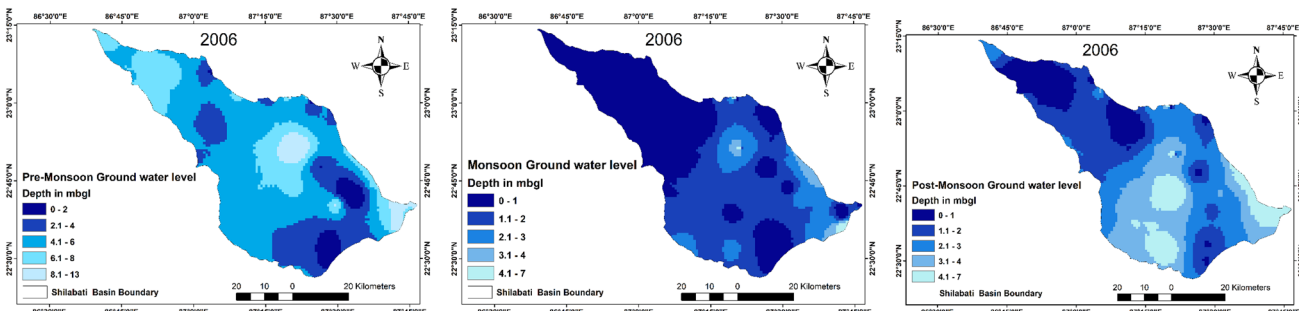 86°30'0"E 86°45'0"E 87°0'0"E 87°15'0"E 87°30'0"E 87°45'0"E
2006
N
W E
S
23°15'0"N
23°0'0"N
22°45'0"N
22°30'0"N
Pre-Monsoon Ground water level
Depth in mbgl
0 - 2
2.1 - 4
4.1 - 6
6.1 - 8
8.1 - 13
Shilabati Basin Boundary
20 10 0 20 Kilometers
86°30'0"E 86°45'0"E 87°0'0"E 87°15'0"E 87°30'0"E 87°45'0"E
2006
N
W E
S
23°15'0"N
23°0'0"N
22°45'0"N
22°30'0"N
Monsoon Ground water level
Depth in mbgl
0 - 1
1.1 - 2
2.1 - 3
3.1 - 4
4.1 - 7
Shilabati Basin Boundary
20 10 0 20 Kilometers
86°30'0"E 86°45'0"E 87°0'0"E 87°15'0"E 87°30'0"E 87°45'0"E
2006
N
W E
S
23°15'0"N
23°0'0"N
22°45'0"N
22°30'0"N
Post-Monsoon Ground water level
Depth in mbgl
0 - 1
1.1 - 2
2.1 - 3
3.1 - 4
4.1 - 7
Shilabati Basin Boundary
20 10 0 20 Kilometers